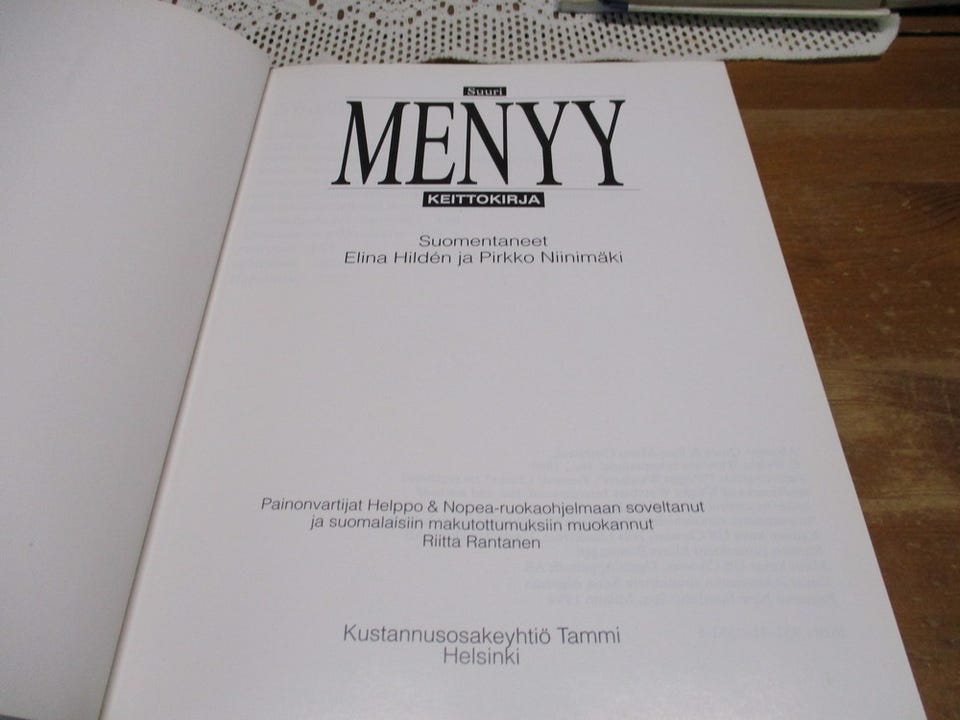 Suuri
MENYY
KEITTOKIRJA
Suomentaneet
Elina Hildén ja Pirkko Niinimäki
Painonvartijat Helppo & Nopea-ruokaohjelmaan soveltanut
ja suomalaisiin makutottumuksiin muokannut
Riitta Rantanen
Kustannusosakeyhtiö Tammi
Helsinki